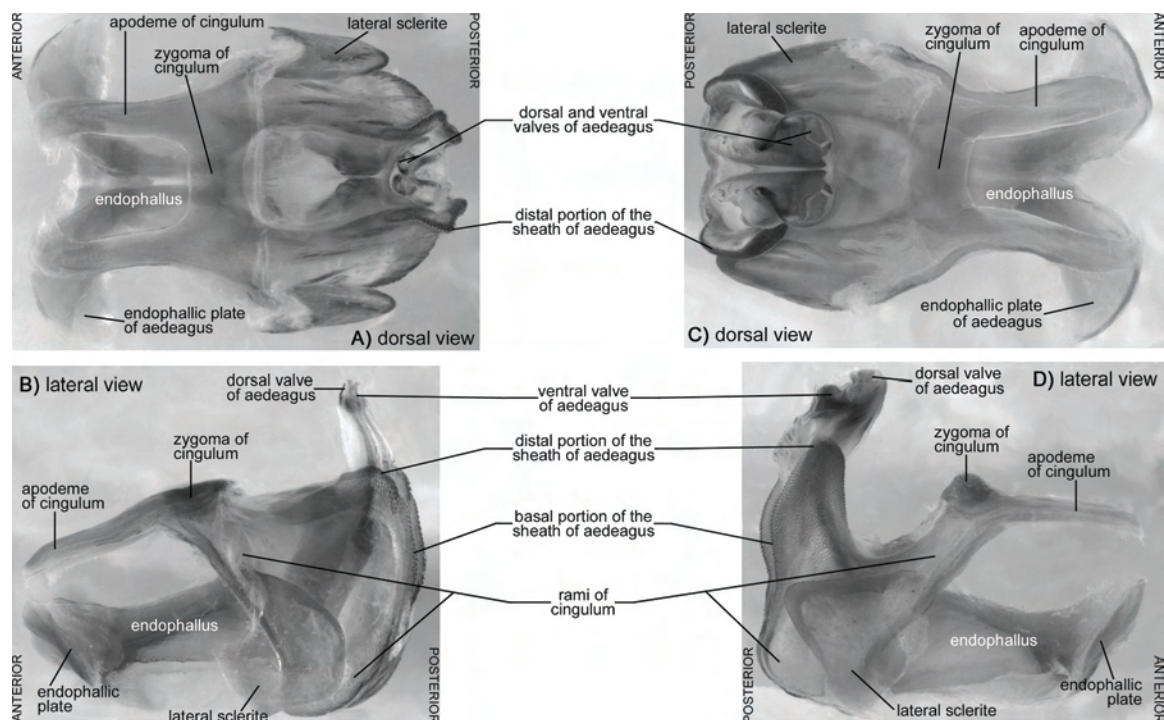 ANTERIOR
apodeme of cingulum
zygoma of
cingulum
lateral sclerite
POSTERIOR
endophallus
endophallic plate
of aedeagus
A) dorsal view
dorsal and ventral
valves of aedeagus
distal portion of the
sheath of aedeagus
POSTERIOR
lateral sclerite
zygoma of
cingulum
apodeme of
cingulum
ANTERIOR
endophallus
endophallic plate
of aedeagus
C) dorsal view
B) lateral view
dorsal valve
of aedeagus
zygoma of
cingulum
apodeme
of cingulum
endophallus
ANTERIOR
endophallic
plate
lateral sclerite
POSTERIOR
ventral valve
of aedeagus
distal portion of the
sheath of aedeagus
basal portion of the
sheath of aedeagus
rami of
cingulum
dorsal valve
of aedeagus
D) lateral view
zygoma of
cingulum
apodeme
of cingulum
endophallus
POSTERIOR
lateral sclerite
endophallic
plate
ANTERIOR